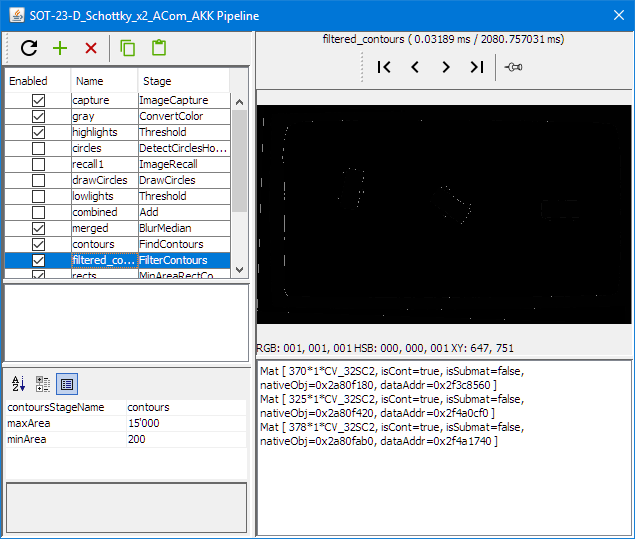 SOT-23-D_Schottky_x2_ACom_AKK Pipeline
filtered_contours ( 0.03189 ms / 2080.757031 ms)
Enabled Name Stage
capture ImageCapture
gray ConvertColor
highlights Threshold
circles DetectCirclesHo...
recall1 ImageRecall
drawCircles DrawCircles
lowlights Threshold
combined Add
merged BlurMedian
contours FindContours
filtered_co... FilterContours
rects MinAreaRectCo...
RGB: 001, 001, 001 HSB: 000, 000, 001 XY: 647, 751
Mat [ 370*1*CV_32SC2, isCont=true, isSubmat=false,
nativeObj=0x2a80f180, dataAddr=0x2f3c8560 ]
Mat [ 325*1*CV_32SC2, isCont=true, isSubmat=false,
nativeObj=0x2a80f420, dataAddr=0x2f4a0cf0 ]
Mat [ 378*1*CV_32SC2, isCont=true, isSubmat=false,
nativeObj=0x2a80fab0, dataAddr=0x2f4a1740 ]
contoursStageName contours
maxArea 15'000
minArea 200